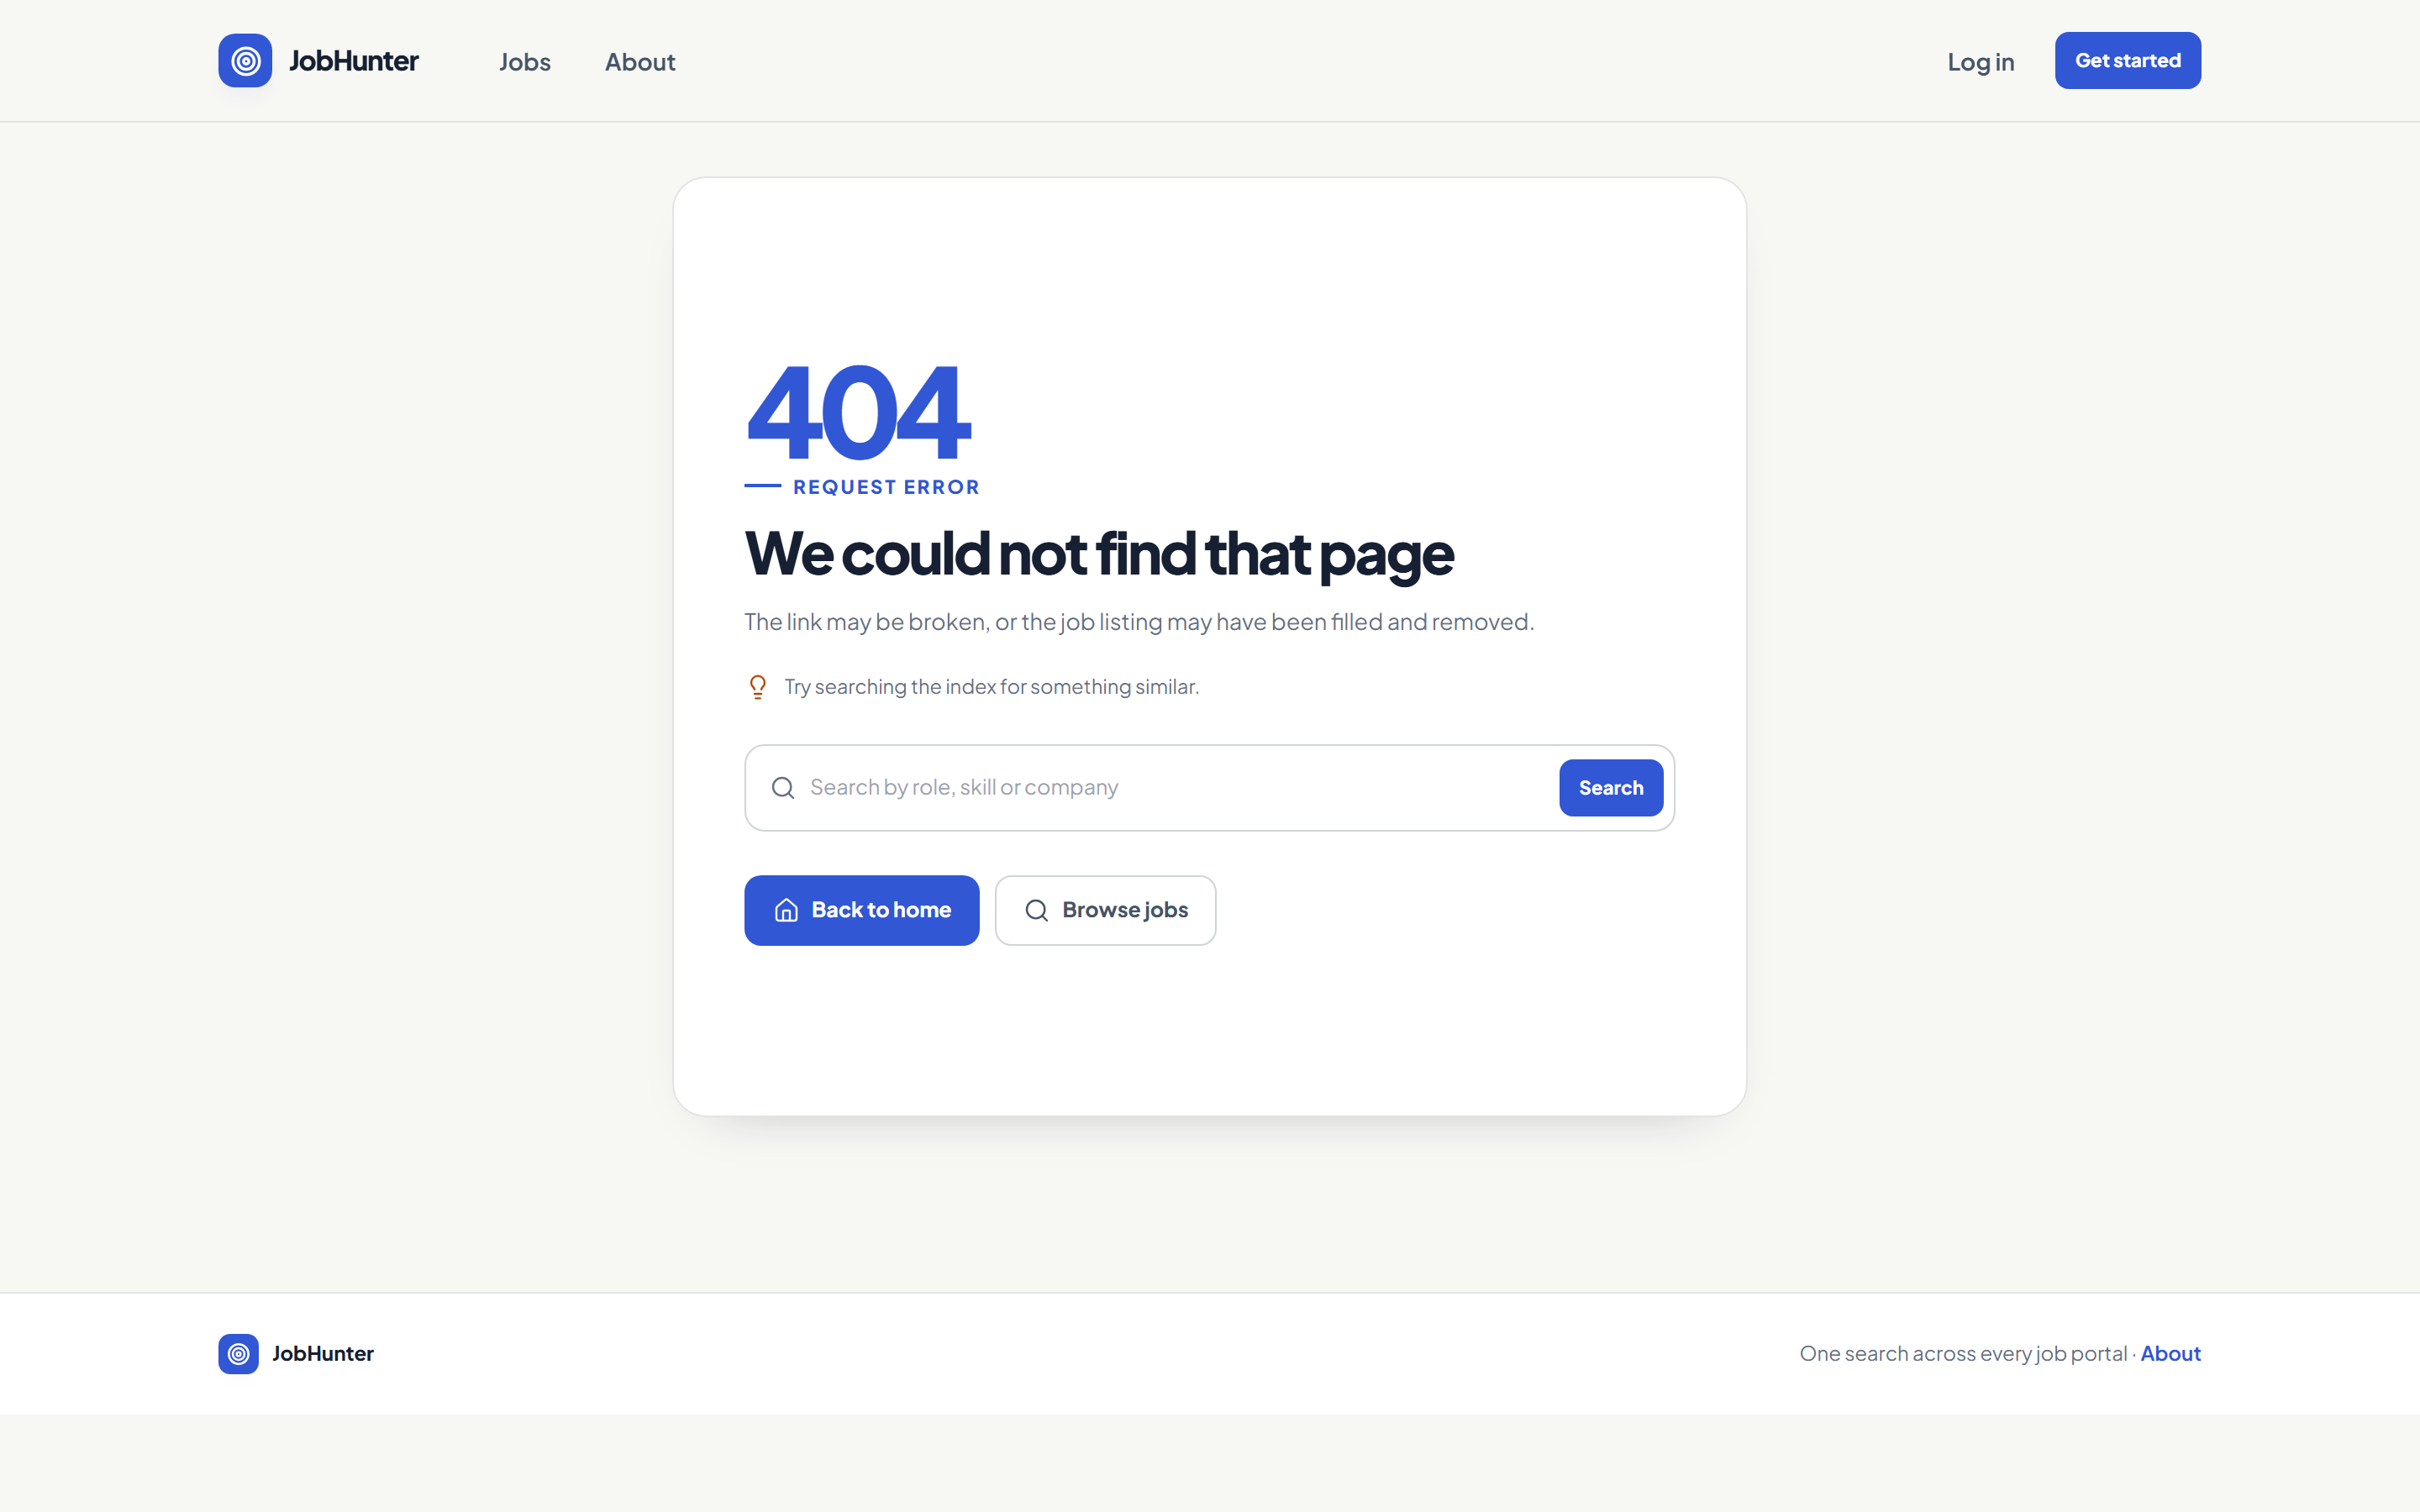 JobHunter
Jobs
About
Log in
Get started
404
REQUEST ERROR
We could not find that page
The link may be broken, or the job listing may have been filled and removed.
Try searching the index for something similar.
Search by role, skill or company
Search
Back to home
Browse jobs
JobHunter
One search across every job portal · About